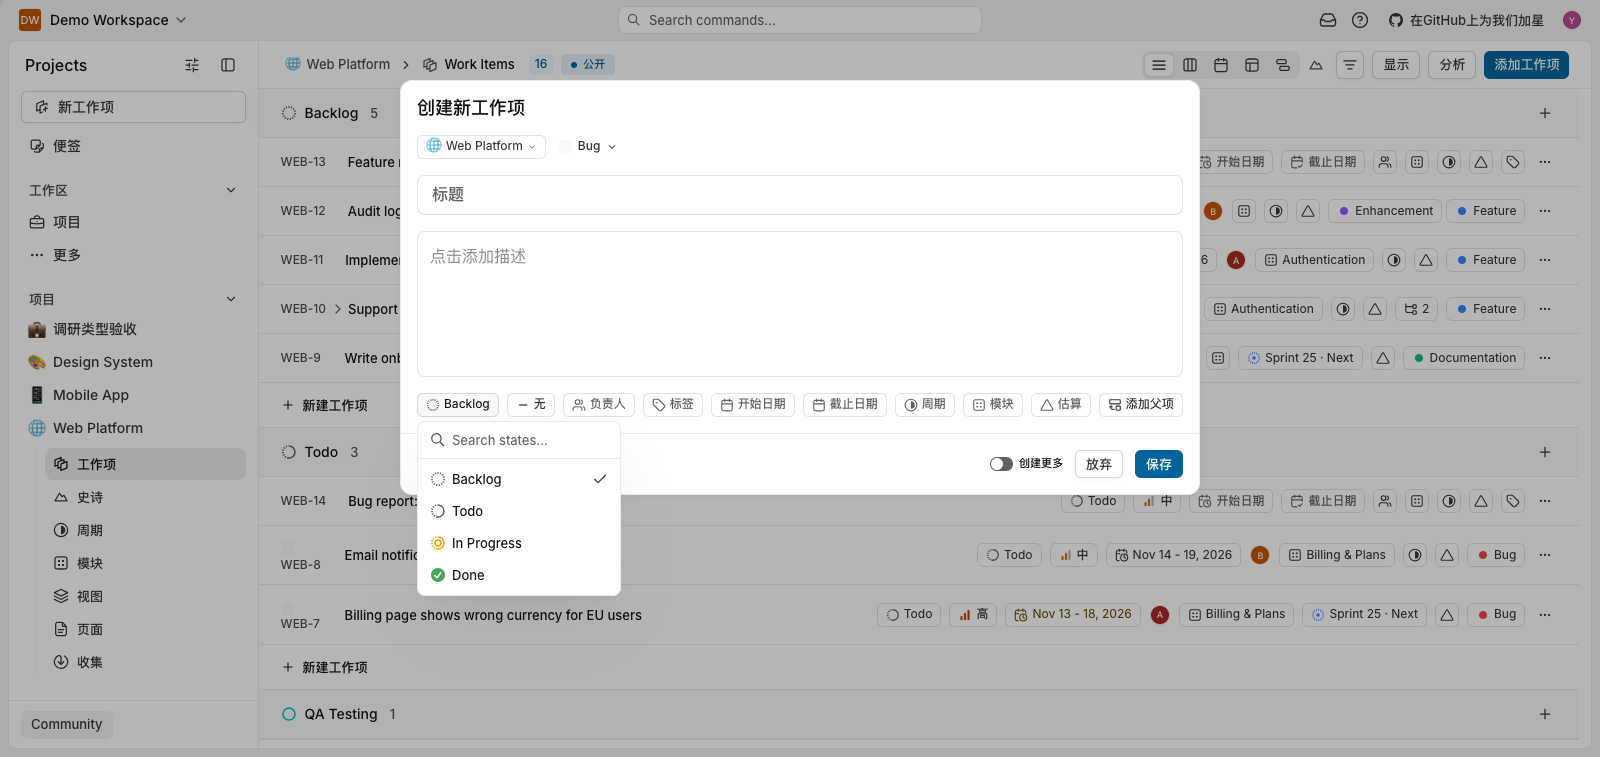 DW Demo Workspace
Search commands...
在GitHub上为我们加星
Y
Projects
新工作项
便签
工作区
项目
更多
项目
调研类型验收
Design System
Mobile App
Web Platform
工作项
史诗
周期
模块
视图
页面
收集
Community
Web Platform
Work Items
16
公开
显示
分析
添加工作项
Backlog 5
WEB-13 Feature
开始日期
截止日期
WEB-12 Audit log
B
Enhancement
Feature
WEB-11 Implemen
6
A
Authentication
Feature
WEB-10 Support
Authentication
2
Feature
WEB-9 Write onb
Sprint 25 · Next
Documentation
新建工作项
Todo 3
WEB-14 Bug report:
Todo
中
开始日期
截止日期
WEB-8 Email notific
Todo
中
Nov 14 - 19, 2026
B
Billing & Plans
Bug
WEB-7 Billing page shows wrong currency for EU users
Todo
高
Nov 13 - 18, 2026
A
Billing & Plans
Sprint 25 · Next
Bug
新建工作项
QA Testing 1
创建新工作项
Web Platform
Bug
标题
点击添加描述
Backlog
无
负责人
标签
开始日期
截止日期
周期
模块
估算
添加父项
Search states...
Backlog
Todo
In Progress
Done
创建更多
放弃
保存